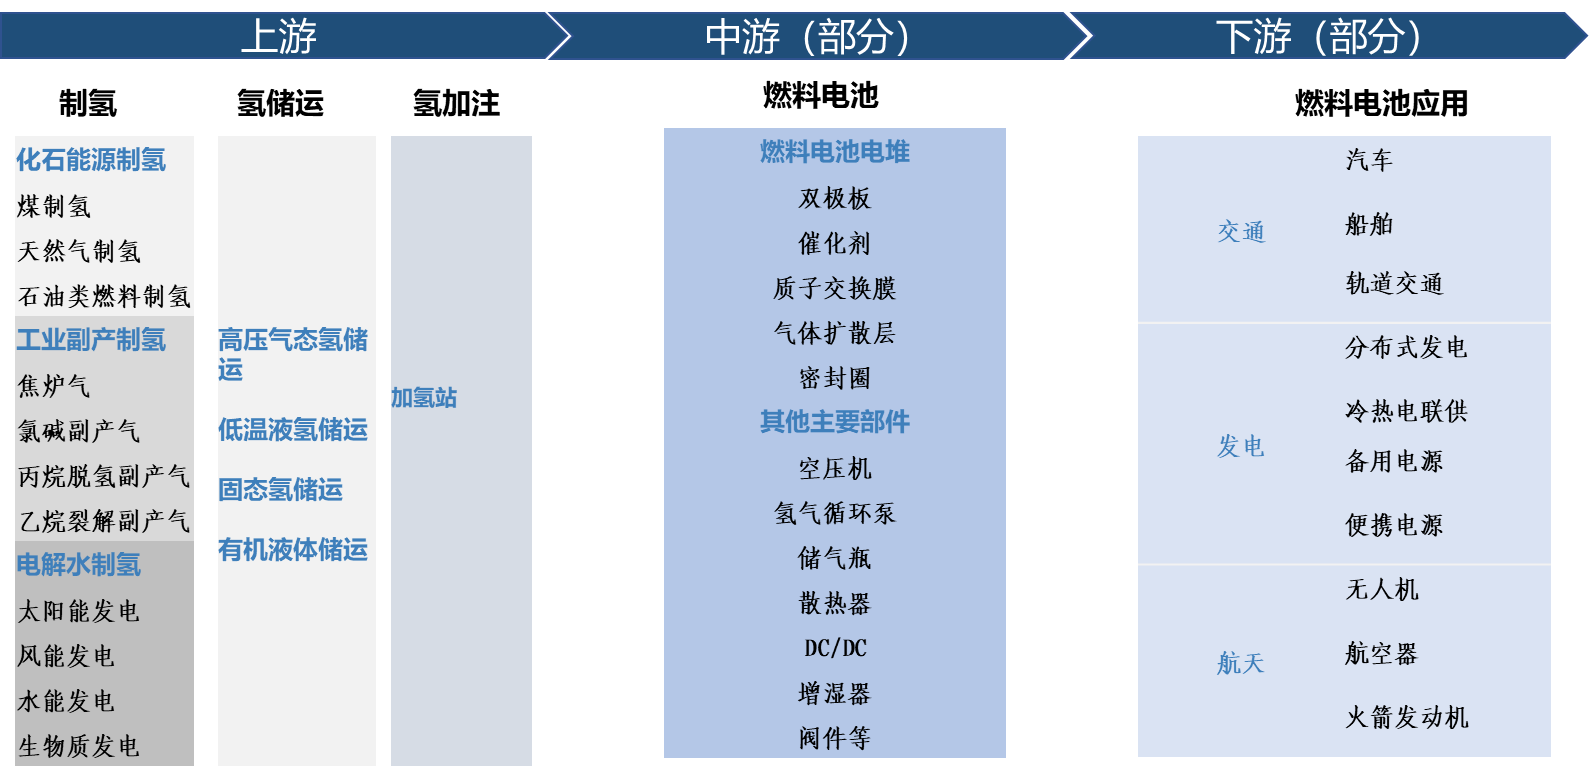 上游
中游（部分）
下游（部分）
制氢
化石能源制氢
煤制氢
天然气制氢
石油类燃料制氢
工业副产制氢
焦炉气
氯碱副产气
丙烷脱氢副产气
乙烷裂解副产气
电解水制氢
太阳能发电
风能发电
水能发电
生物质发电
氢储运
高压气态氢储
运
低温液氢储运
固态氢储运
有机液体储运
氢加注
加氢站
燃料电池
燃料电池电堆
双极板
催化剂
质子交换膜
气体扩散层
密封圈
其他主要部件
空压机
氢气循环泵
储气瓶
散热器
DC/DC
增湿器
阀件等
燃料电池应用
交通
汽车
船舶
轨道交通
发电
分布式发电
冷热电联供
备用电源
便携电源
航天
无人机
航空器
火箭发动机